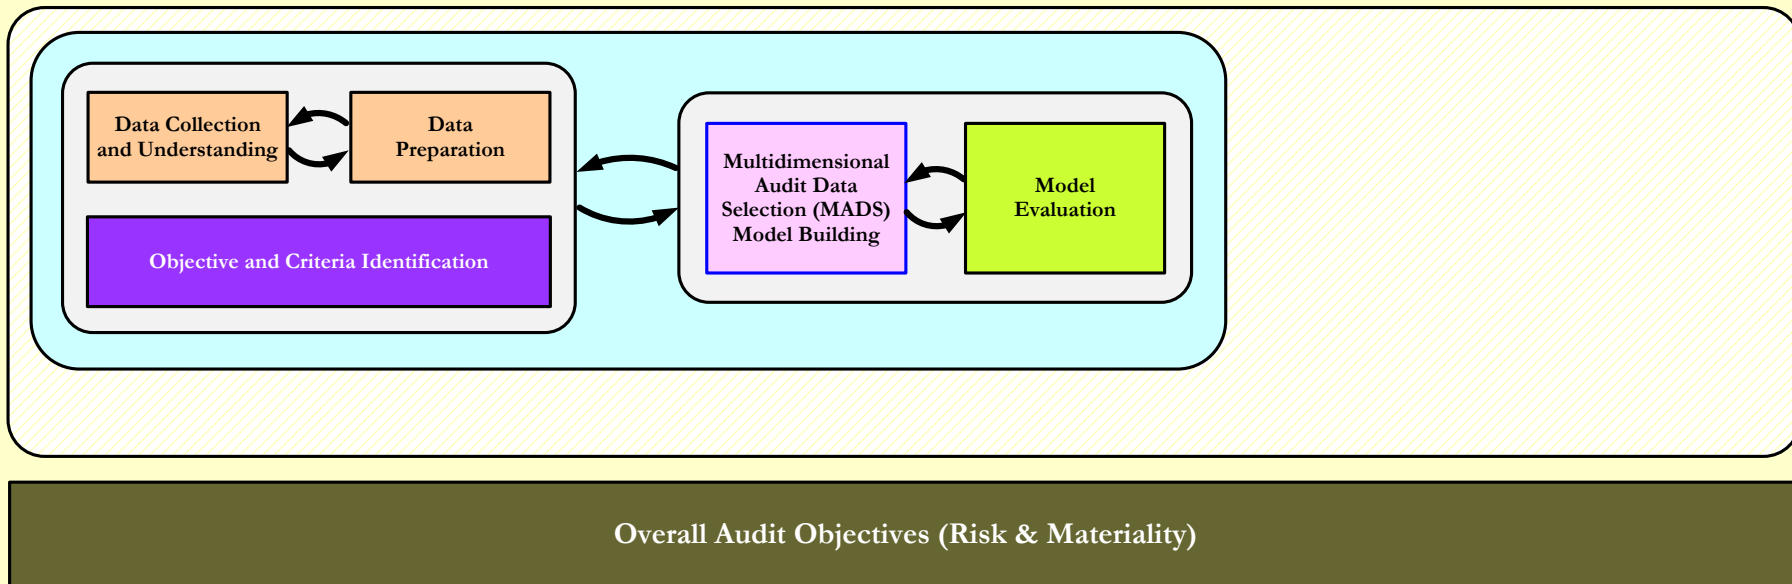 Data Collection
and Understanding
Data
Preparation
Objective and Criteria Identification
Multidimensional
Audit Data
Selection (MADS)
Model Building
Model
Evaluation
Overall Audit Objectives (Risk & Materiality)